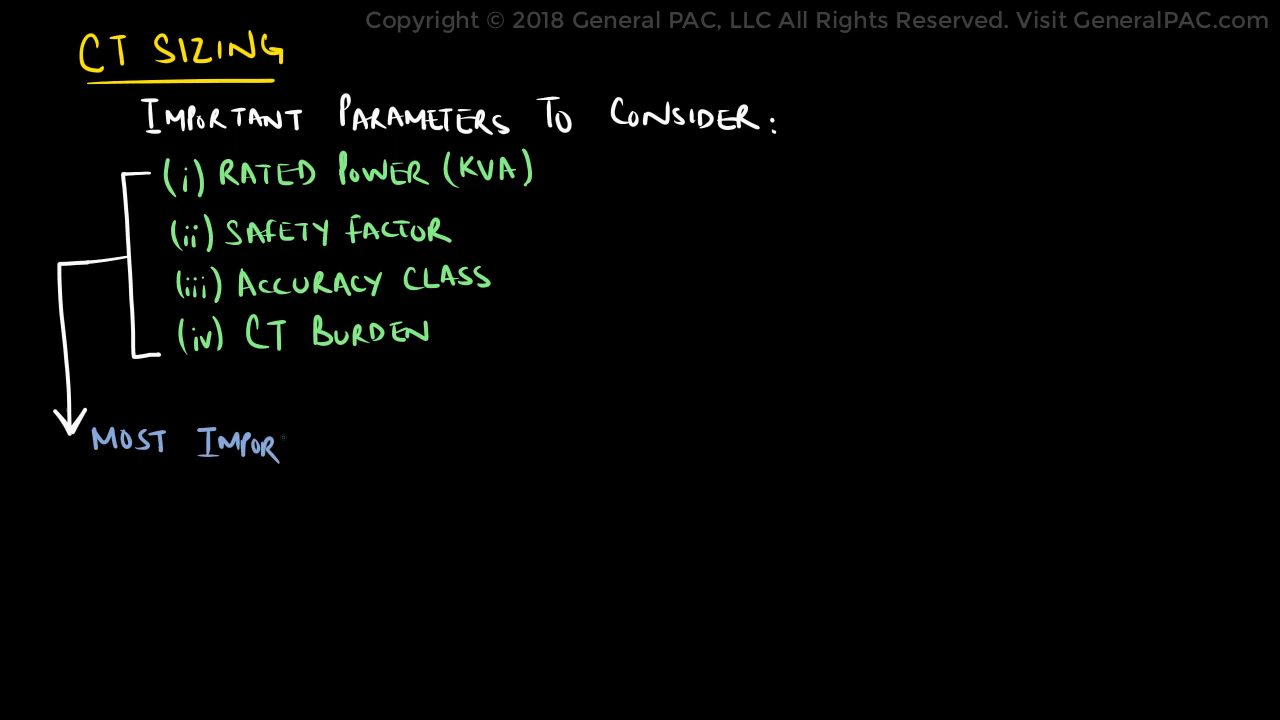 Copyright © 2018 General PAC, LLC All Rights Reserved. Visit GeneralPAC.com
CT SIZING
IMPORTANT PARAMETERS TO CONSIDER:
(i) RATED POWER (KVA)
(ii) SAFETY FACTOR
(iii) ACCURACY CLASS
(iv) CT BURDEN
MOST IMPOR